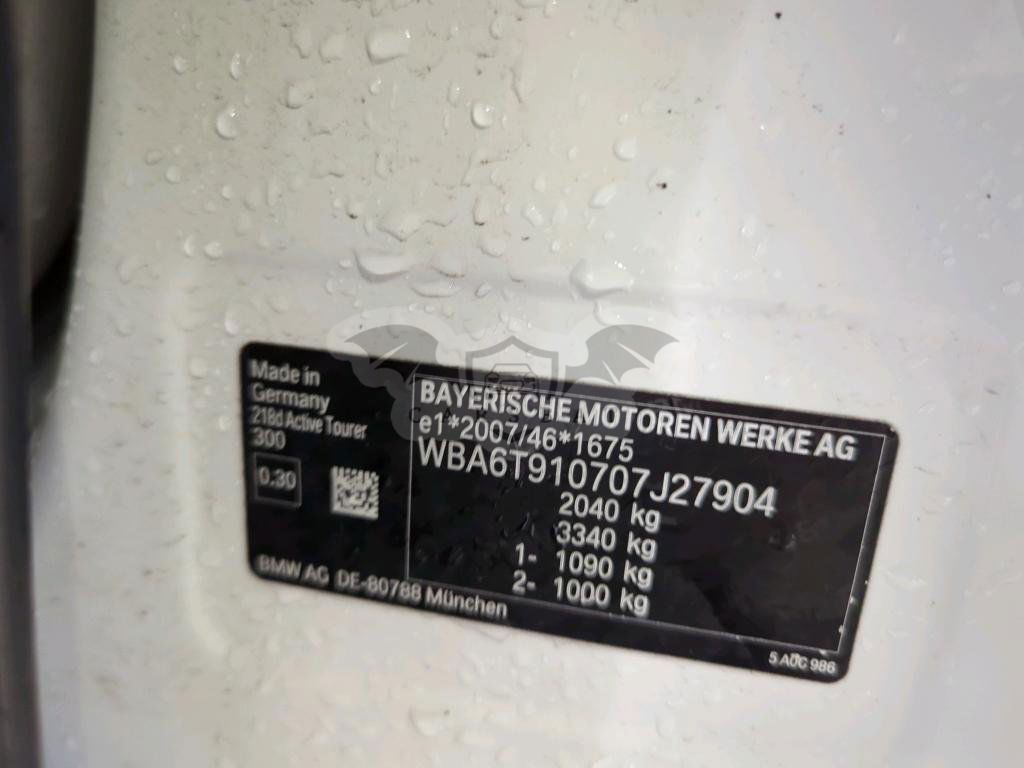 Made in
Germany
218d Active Tourer
300
0.30
BMW AG DE-80788 München
BAYERISCHE MOTOREN WERKE AG
e1*2007/46*1675
WBA6T910707J27904
2040 kg
3340 kg
1- 1090 kg
2- 1000 kg
5 A0C 986